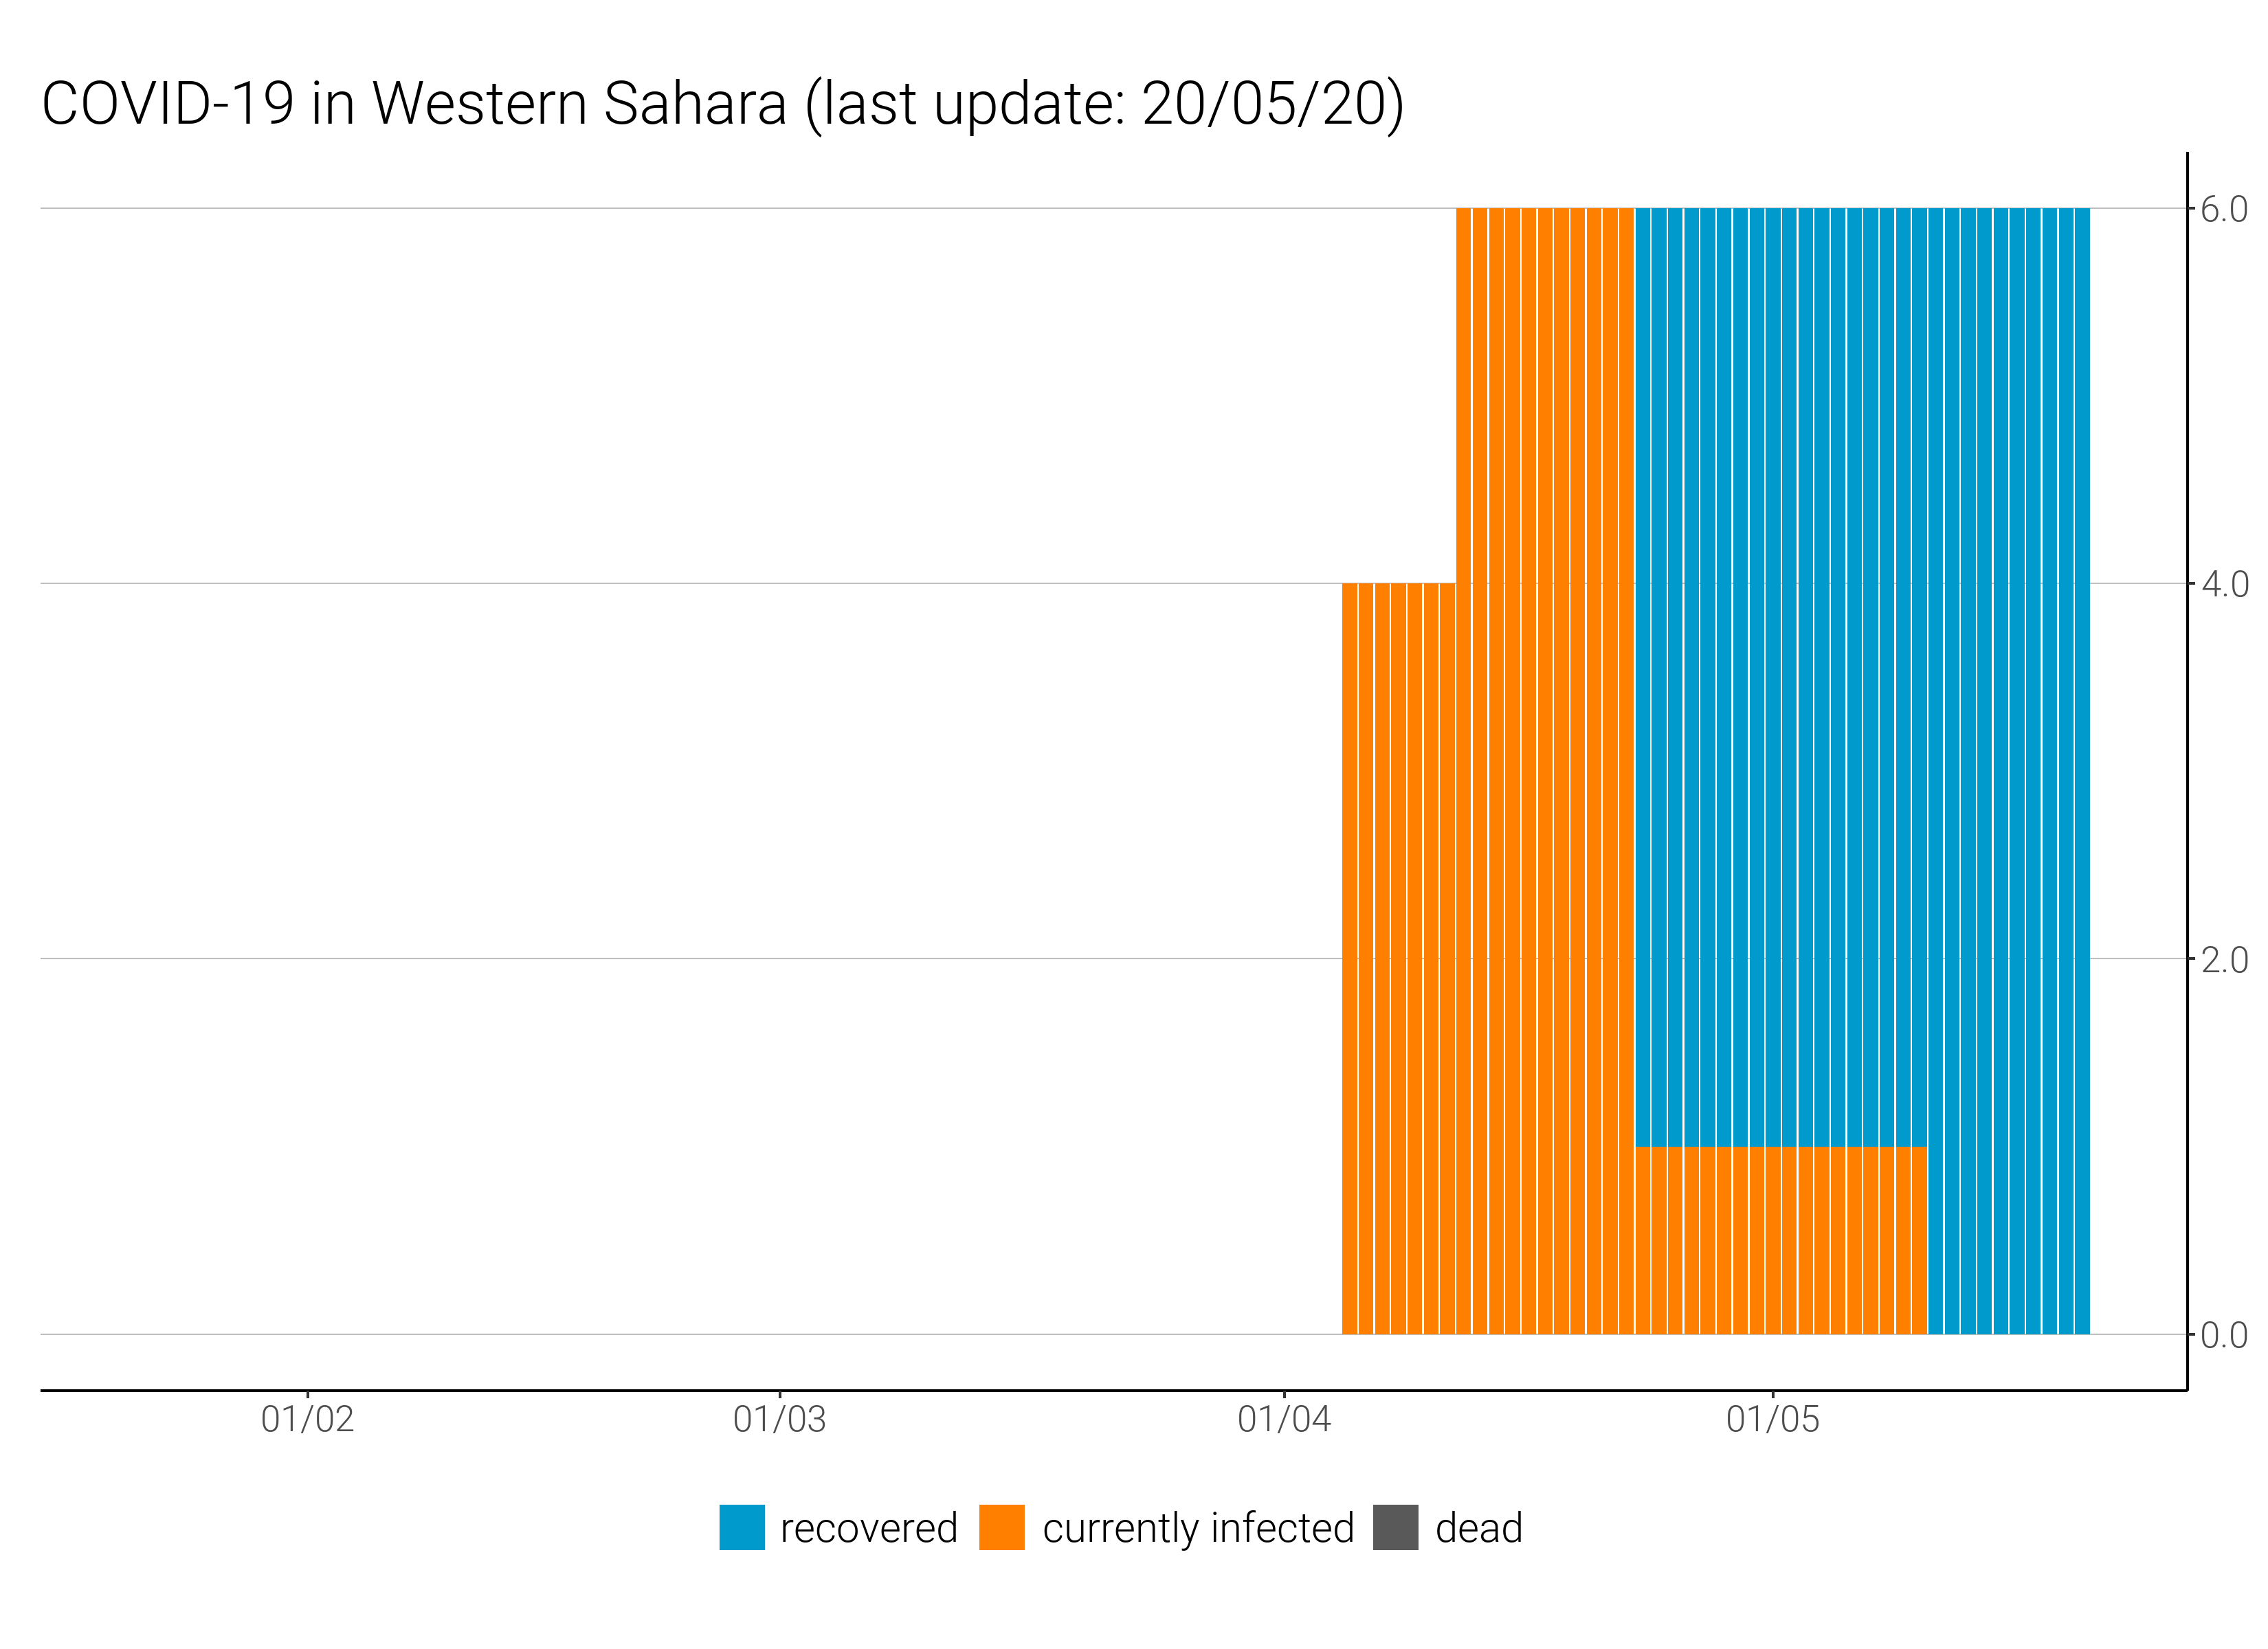 COVID-19 in Western Sahara (last update: 20/05/20)
6.0
4.0
2.0
0.0
01/02 01/03 01/04 01/05
recovered currently infected dead